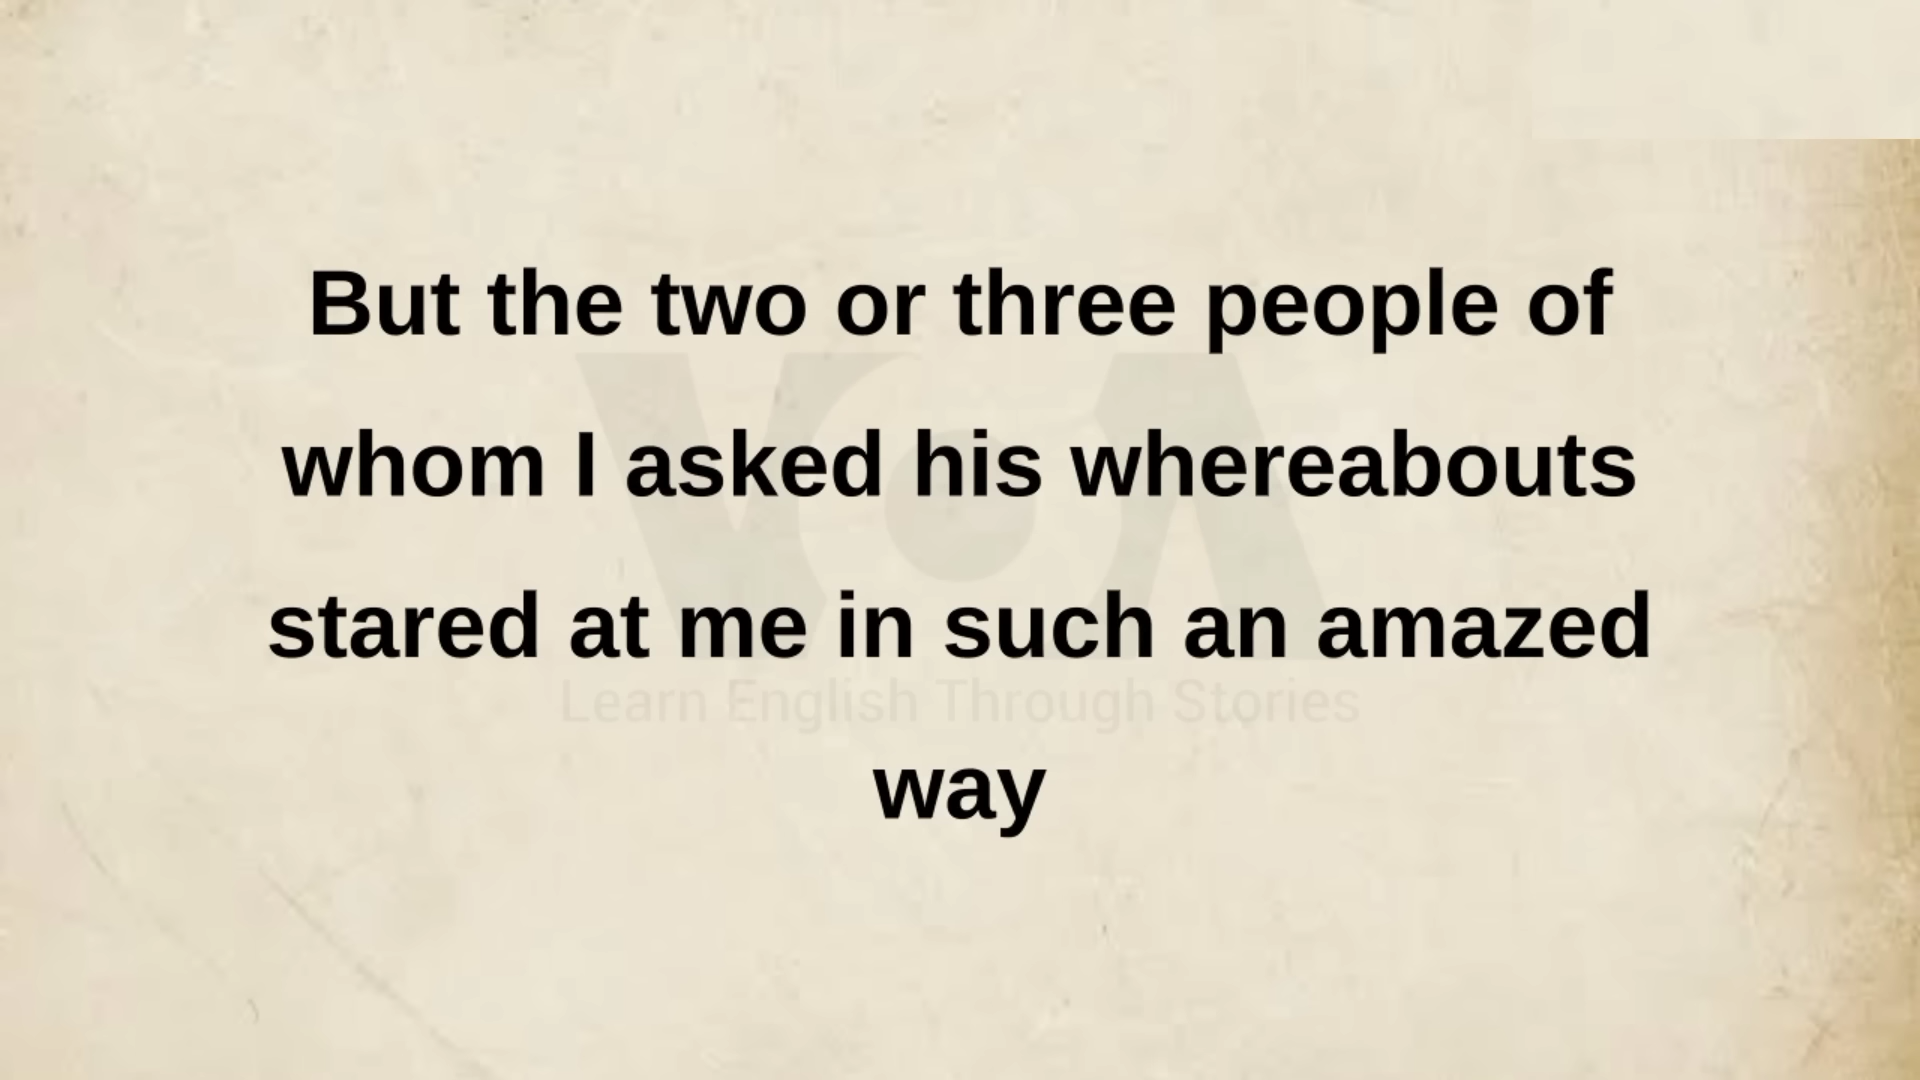 But the two or three people of
whom I asked his whereabouts
stared at me in such an amazed
VOA
Learn English Through Stories
way